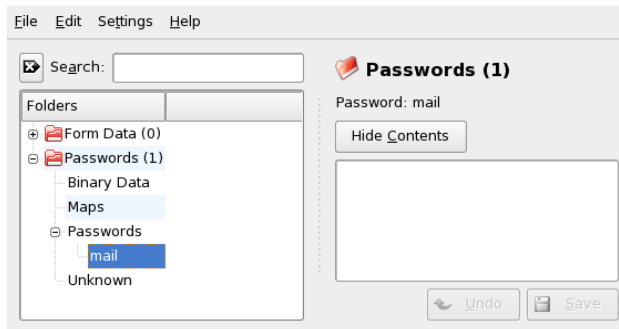 File Edit Settings Help
Search:
Folders
Form Data (0)
Passwords (1)
Binary Data
Maps
Passwords
mail
Unknown
Passwords (1)
Password: mail
Hide Contents
Undo Save